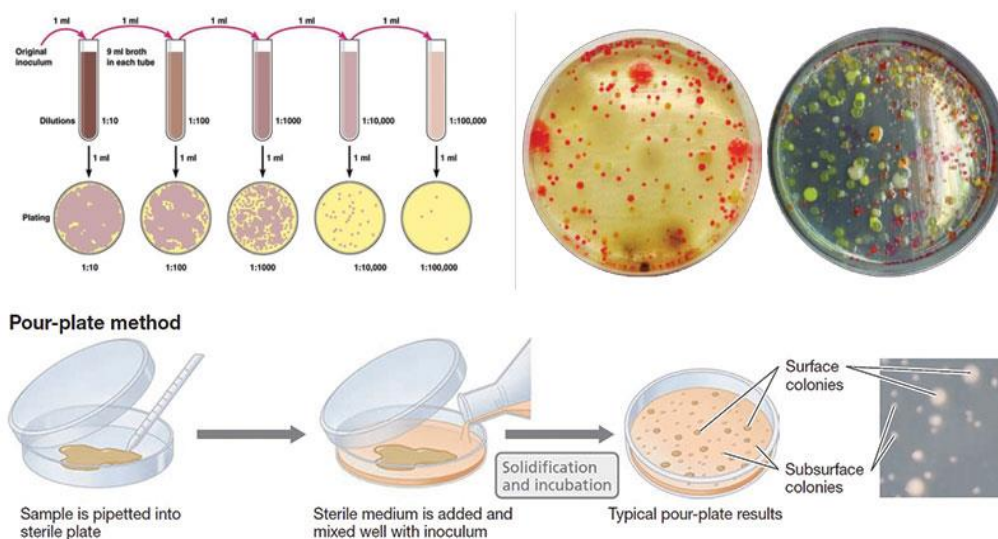 1 ml 1 ml 1 ml 1 ml 1 ml
Original
inoculum
9 ml broth
in each tube
Dilutions
1:10 1:100 1:1000 1:10,000 1:100,000
1 ml 1 ml 1 ml 1 ml 1 ml
Plating
1:10 1:100 1:1000 1:10,000 1:100,000
Pour-plate method
Surface
colonies
Subsurface
colonies
Solidification
and incubation
Sample is pipetted into
sterile plate
Sterile medium is added and
mixed well with inoculum
Typical pour-plate results